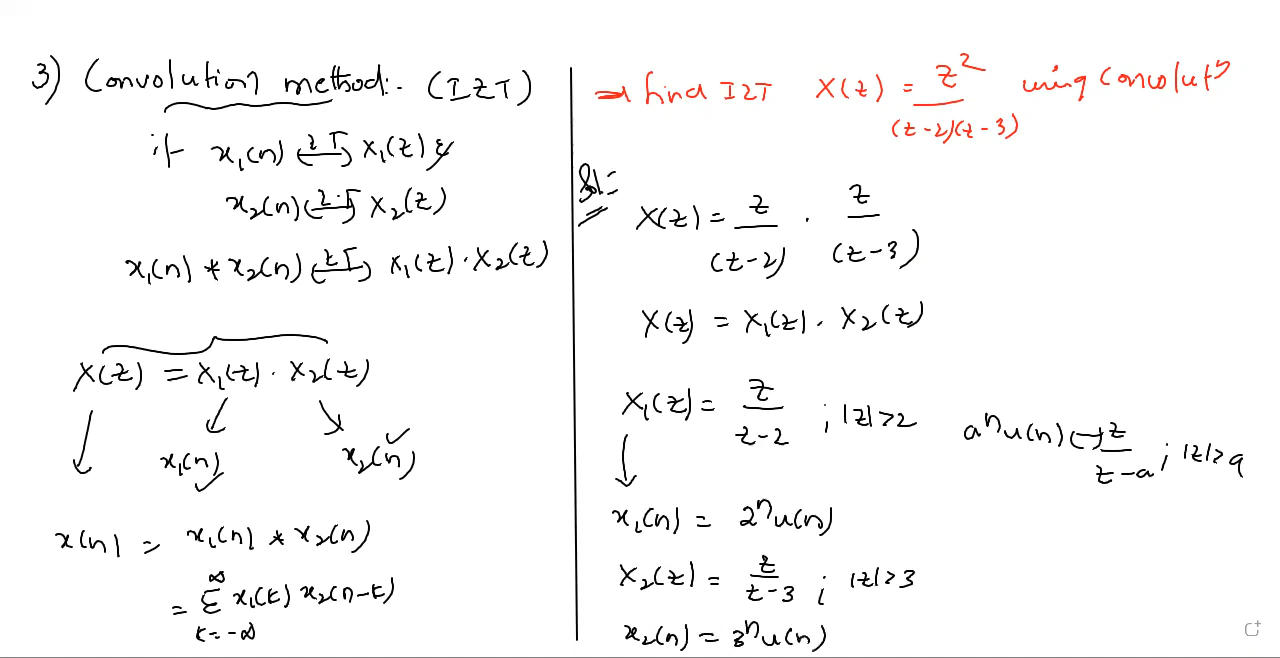 3) Convolution method:- (IZT)
if x₁(n) ⟷ZT X₁(z) &
x₂(n) ⟷Z.T X₂(z)
x₁(n) * x₂(n) ⟷ZT X₁(z) · X₂(z)
X(z) = X₁(z) · X₂(z)
x₁(n) x₂(n)
x(n) = x₁(n) * x₂(n)
= Σ_{k=-∞}^{∞} x₁(k) x₂(n-k)
→ find IZT X(z) = z² / (z-2)(z-3) using Convolutn
Sol:=
X(z) = z/(z-2) · z/(z-3)
X(z) = X₁(z) · X₂(z)
X₁(z) = z/(z-2) ; |z|>2 aⁿu(n) ⟷ z/(z-a) ; |z|>a
x₁(n) = 2ⁿu(n)
X₂(z) = z/(z-3) ; |z|>3
x₂(n) = 3ⁿu(n)